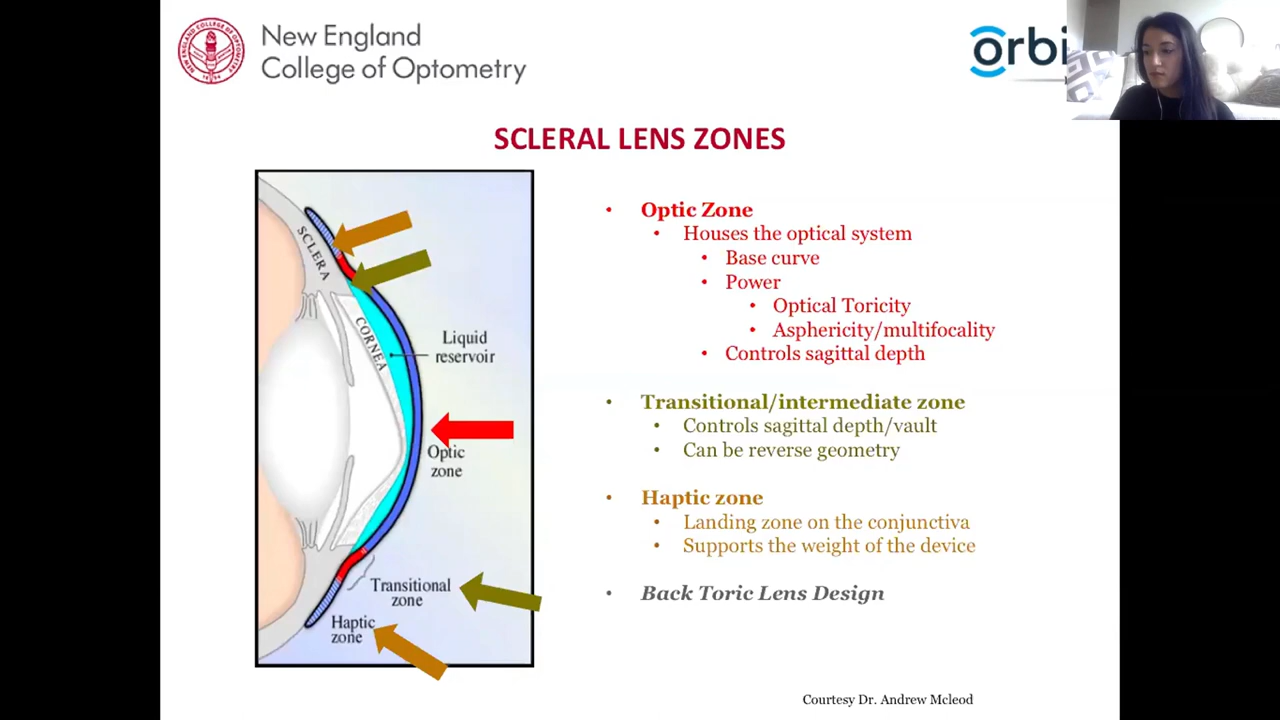 New England
College of Optometry
orbi
SCLERAL LENS ZONES
SCLERA
CORNEA
Liquid
reservoir
Optic
zone
Transitional
zone
Haptic
zone
• Optic Zone
• Houses the optical system
• Base curve
• Power
• Optical Toricity
• Asphericity/multifocality
• Controls sagittal depth
• Transitional/intermediate zone
• Controls sagittal depth/vault
• Can be reverse geometry
• Haptic zone
• Landing zone on the conjunctiva
• Supports the weight of the device
• Back Toric Lens Design
Courtesy Dr. Andrew Mcleod